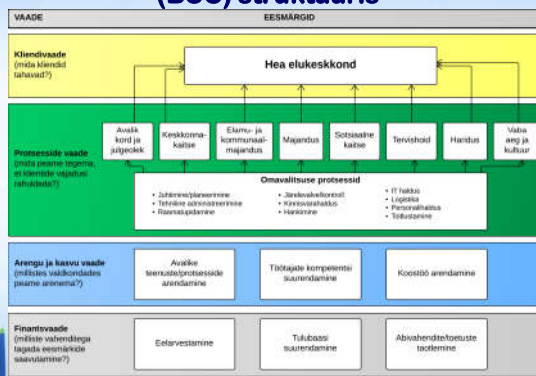 (BSC) struktuuris
VAADE
EESMÄRGID
Kliendivaade
(mida kliendid
tahavad?)
Hea elukeskkond
Protsesside vaade
(mida peame tegema,
et klientide vajadusi
rahuldada?)
Avalik
kord ja
julgeolek
Keskkonna-
kaitse
Elamu- ja
kommunaal-
majandus
Majandus
Sotsiaalne
kaitse
Tervishoid
Haridus
Vaba
aeg ja
kultuur
Omavalitsuse protsessid
• Juhtimine/planeerimine
• Tehniline administreerimine
• Raamatupidamine
• Järelevalve/kontroll
• Kinnisvarahaldus
• Hankimine
• IT haldus
• Logistika
• Personalihaldus
• Toitlustamine
Arengu ja kasvu vaade
(millistes valdkondades
peame arenema?)
Avalike
teenuste/protsesside
arendamine
Töötajate kompetentsi
suurendamine
Koostöö arendamine
Finantsvaade
(milliste vahenditega
tagada eesmärkide
saavutamine?)
Eelarvestamine
Tulubaasi
suurendamine
Abivahendite/toetuste
taotlemine